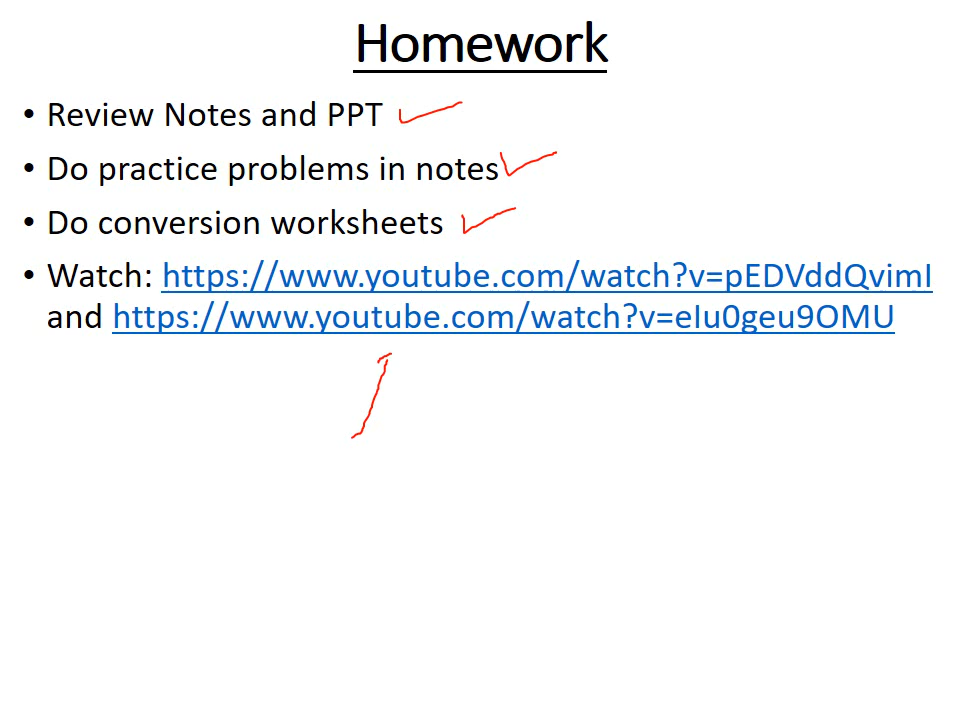 Homework
• Review Notes and PPT
• Do practice problems in notes
• Do conversion worksheets
• Watch: https://www.youtube.com/watch?v=pEDVddQvimI
and https://www.youtube.com/watch?v=eIu0geu9OMU